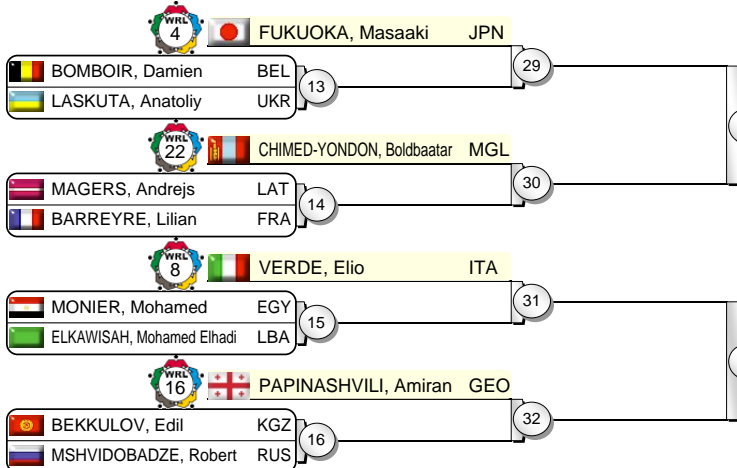 WRL
4 FUKUOKA, Masaaki JPN
29
BOMBOIR, Damien BEL
13
LASKUTA, Anatoliy UKR
WRL
22 CHIMED-YONDON, Boldbaatar MGL
30
MAGERS, Andrejs LAT
14
BARREYRE, Lilian FRA
WRL
8 VERDE, Elio ITA
31
MONIER, Mohamed EGY
15
ELKAWISAH, Mohamed Elhadi LBA
WRL
16 PAPINASHVILI, Amiran GEO
32
BEKKULOV, Edil KGZ
16
MSHVIDOBADZE, Robert RUS